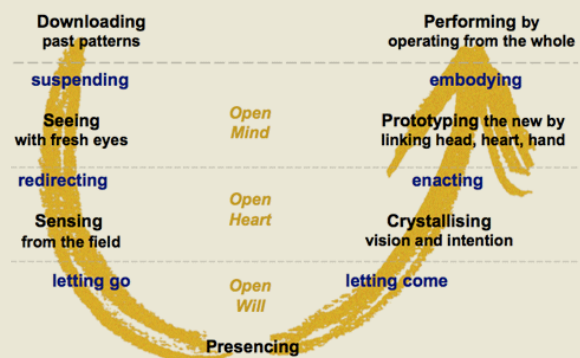 Downloading
past patterns
suspending
Seeing
with fresh eyes
redirecting
Sensing
from the field
letting go
Open
Mind
Open
Heart
Open
Will
Presencing
Performing by
operating from the whole
embodying
Prototyping the new by
linking head, heart, hand
enacting
Crystallising
vision and intention
letting come